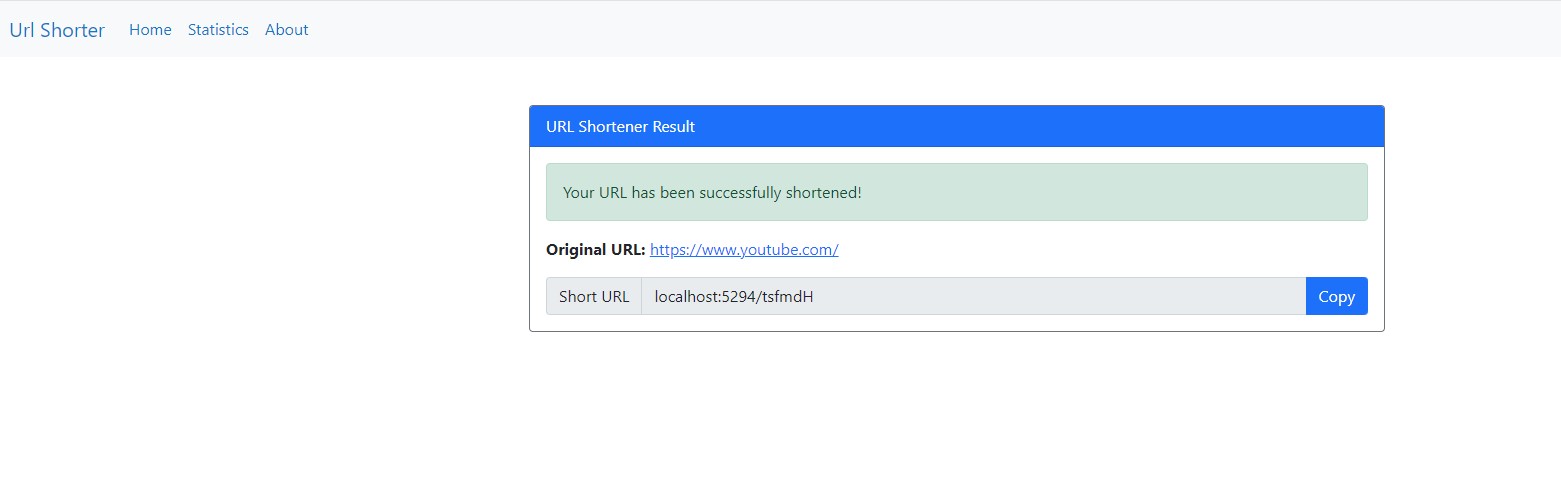 Url Shorter Home Statistics About
URL Shortener Result
Your URL has been successfully shortened!
Original URL: https://www.youtube.com/
Short URL localhost:5294/tsfmdH Copy